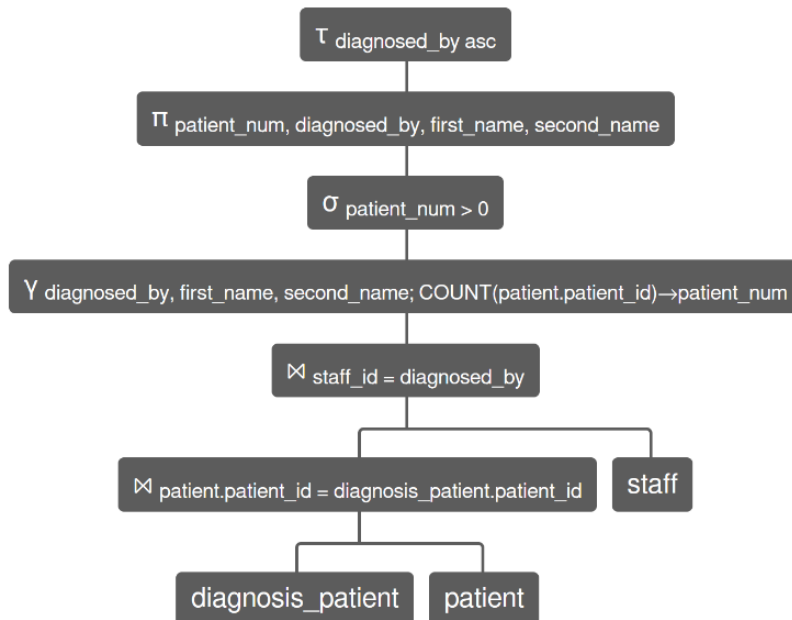 τ diagnosed_by asc
π patient_num, diagnosed_by, first_name, second_name
σ patient_num > 0
γ diagnosed_by, first_name, second_name; COUNT(patient.patient_id)→patient_num
⋈ staff_id = diagnosed_by
⋈ patient.patient_id = diagnosis_patient.patient_id
staff
diagnosis_patient
patient